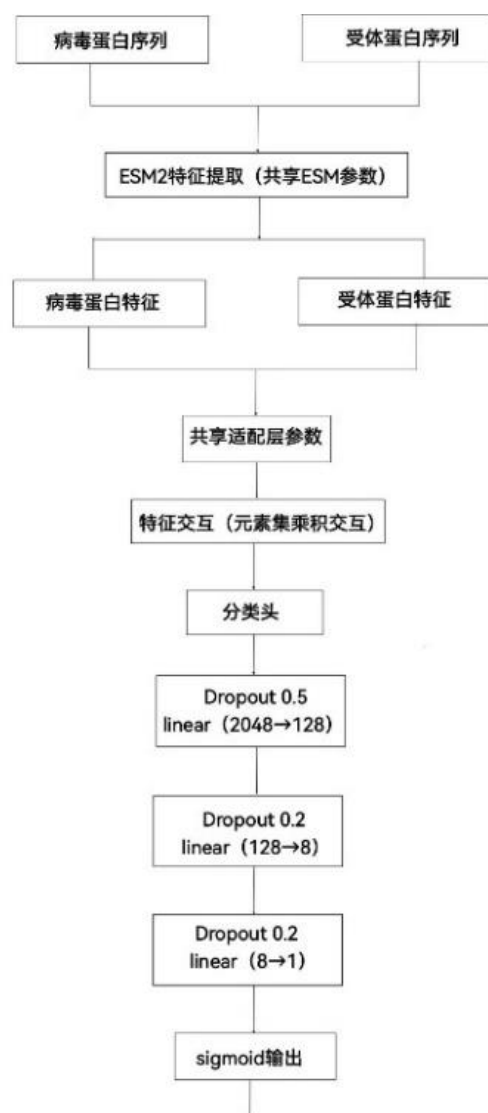 病毒蛋白序列
受体蛋白序列
ESM2特征提取（共享ESM参数）
病毒蛋白特征
受体蛋白特征
共享适配层参数
特征交互（元素集乘积交互）
分类头
Dropout 0.5
linear（2048→128）
Dropout 0.2
linear（128→8）
Dropout 0.2
linear（8→1）
sigmoid输出